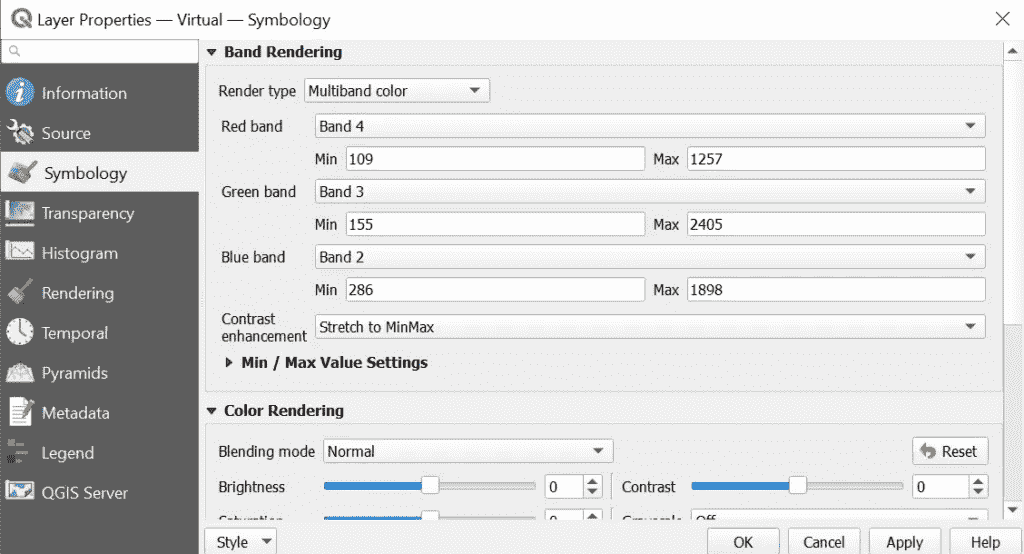 Layer Properties — Virtual — Symbology
Information
Source
Symbology
Transparency
Histogram
Rendering
Temporal
Pyramids
Metadata
Legend
QGIS Server
Band Rendering
Render type Multiband color
Red band Band 4
Min 109 Max 1257
Green band Band 3
Min 155 Max 2405
Blue band Band 2
Min 286 Max 1898
Contrast
enhancement Stretch to MinMax
Min / Max Value Settings
Color Rendering
Blending mode Normal Reset
Brightness 0 Contrast 0
Saturation 0 Grayscale Off
Style OK Cancel Apply Help